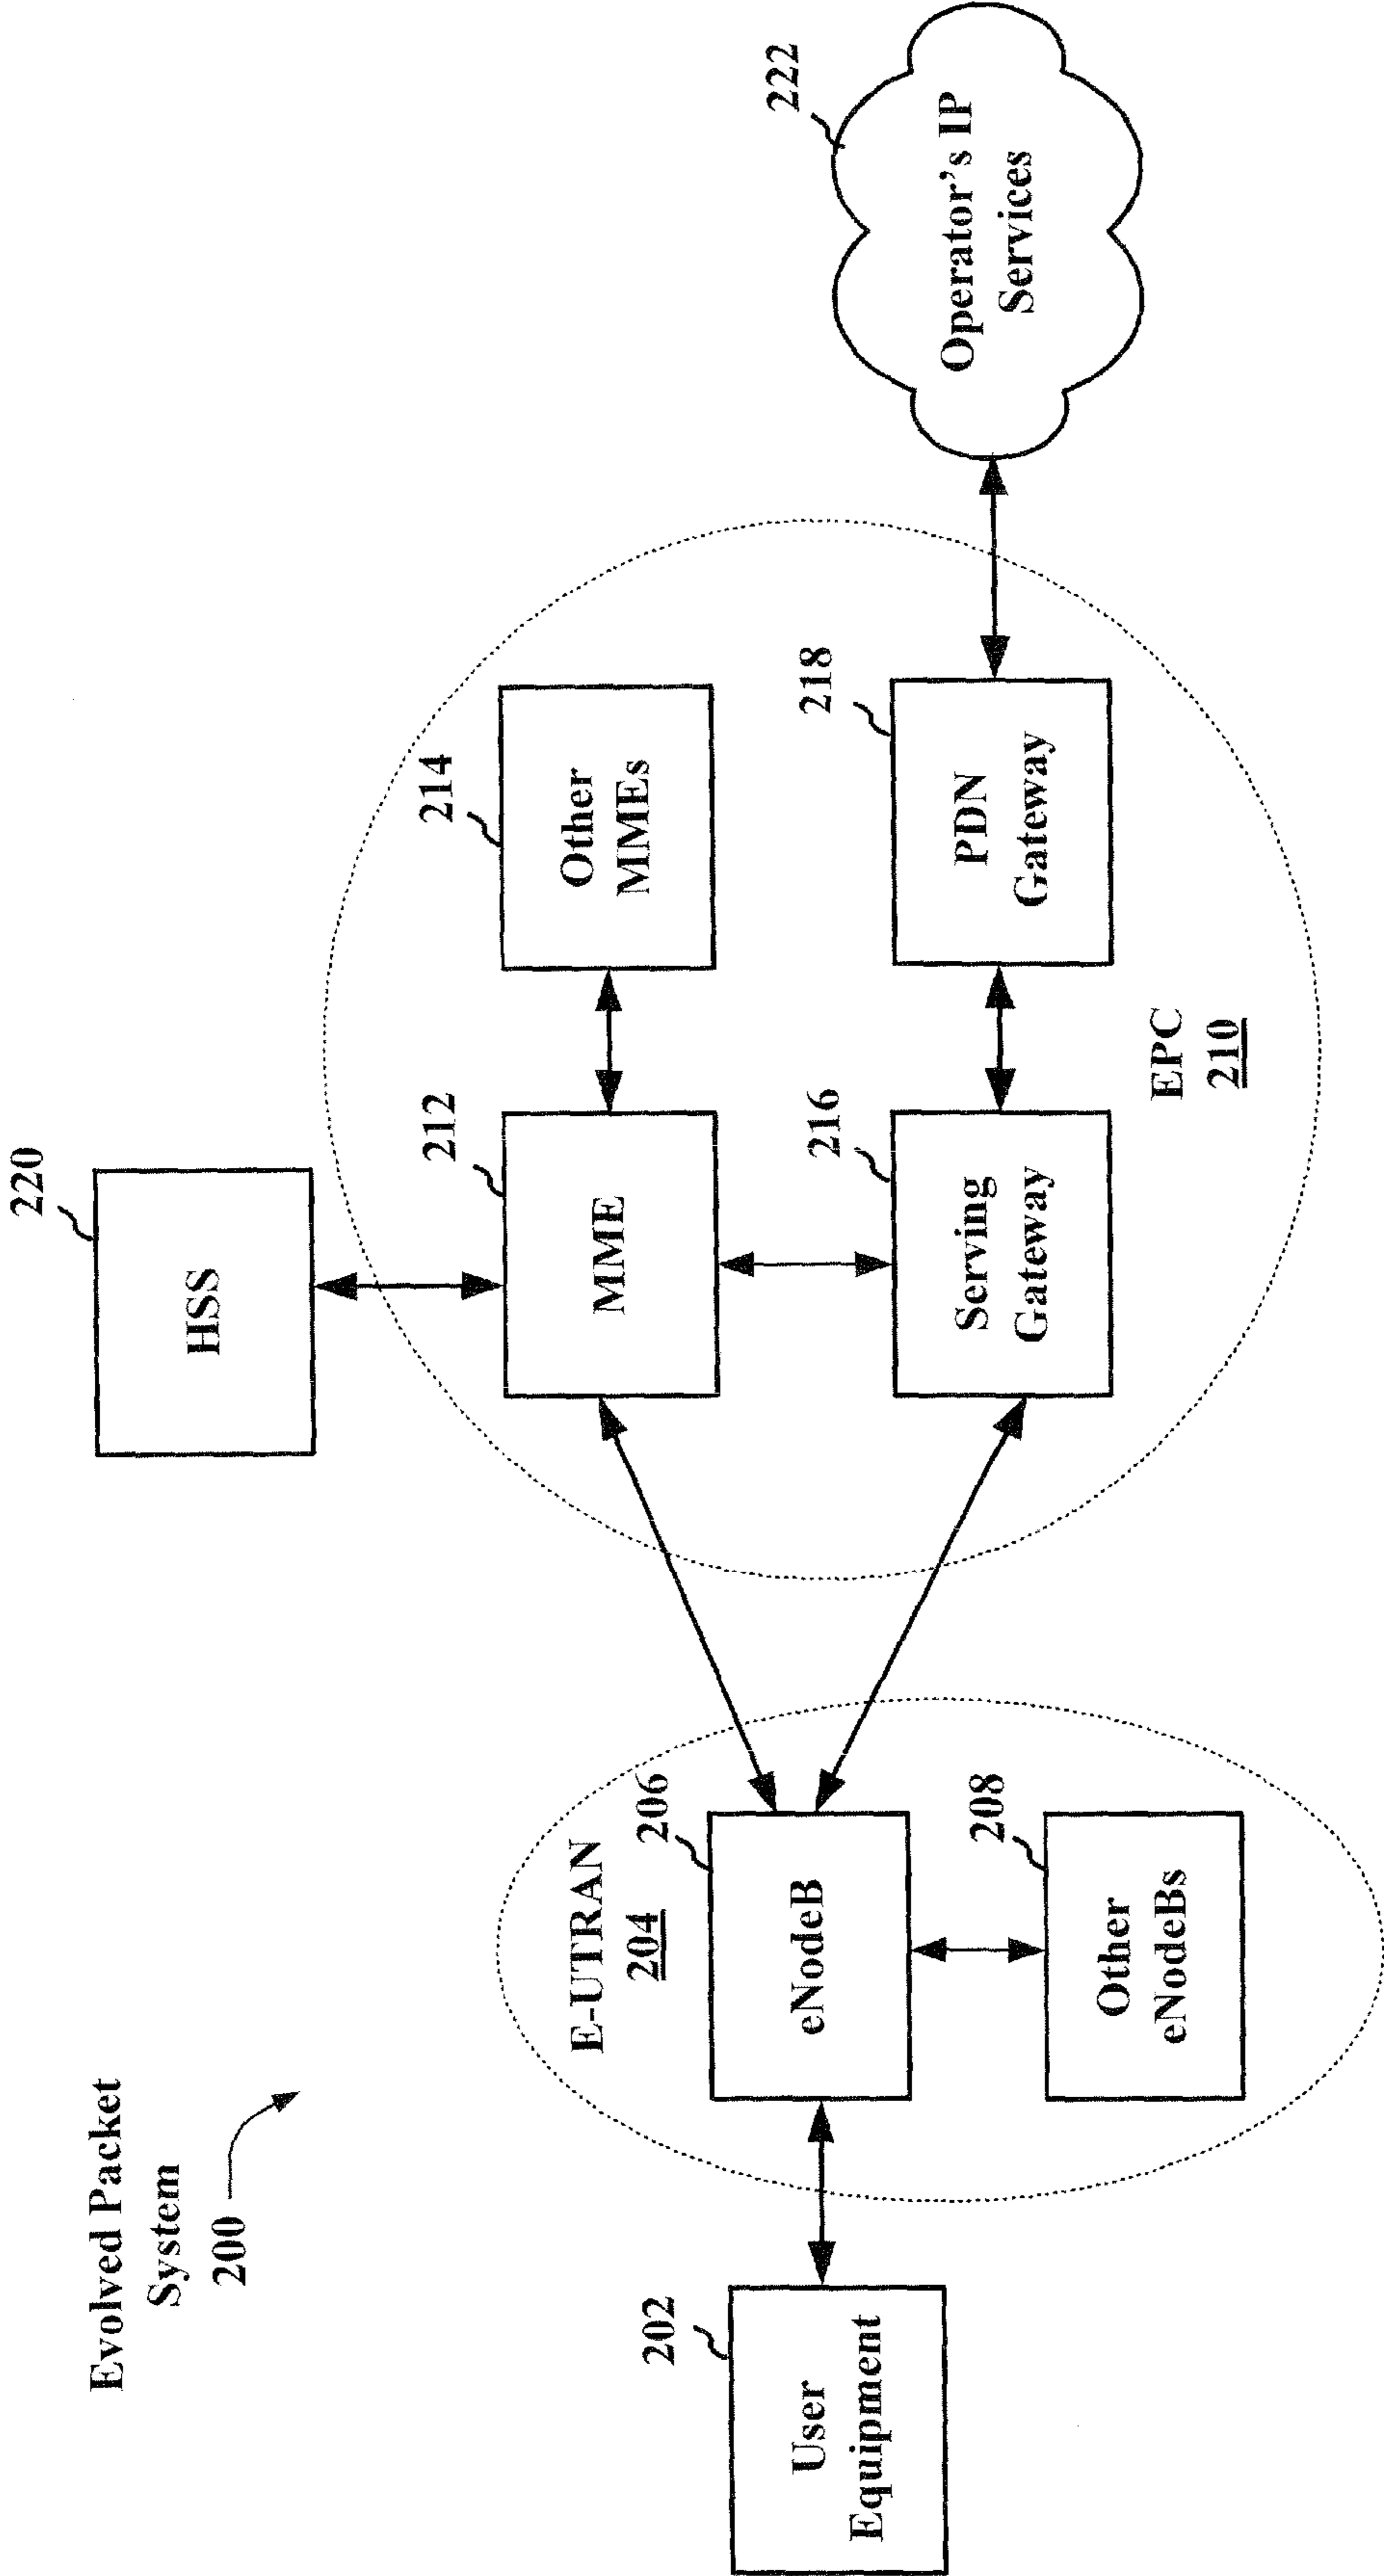 Evolved Packet
System
200
220
HSS
E-UTRAN
204
202
User
Equipment
206
eNodeB
208
Other
eNodeBs
212
MME
214
Other
MMEs
216
Serving
Gateway
218
PDN
Gateway
EPC
210
222
Operator's IP
Services